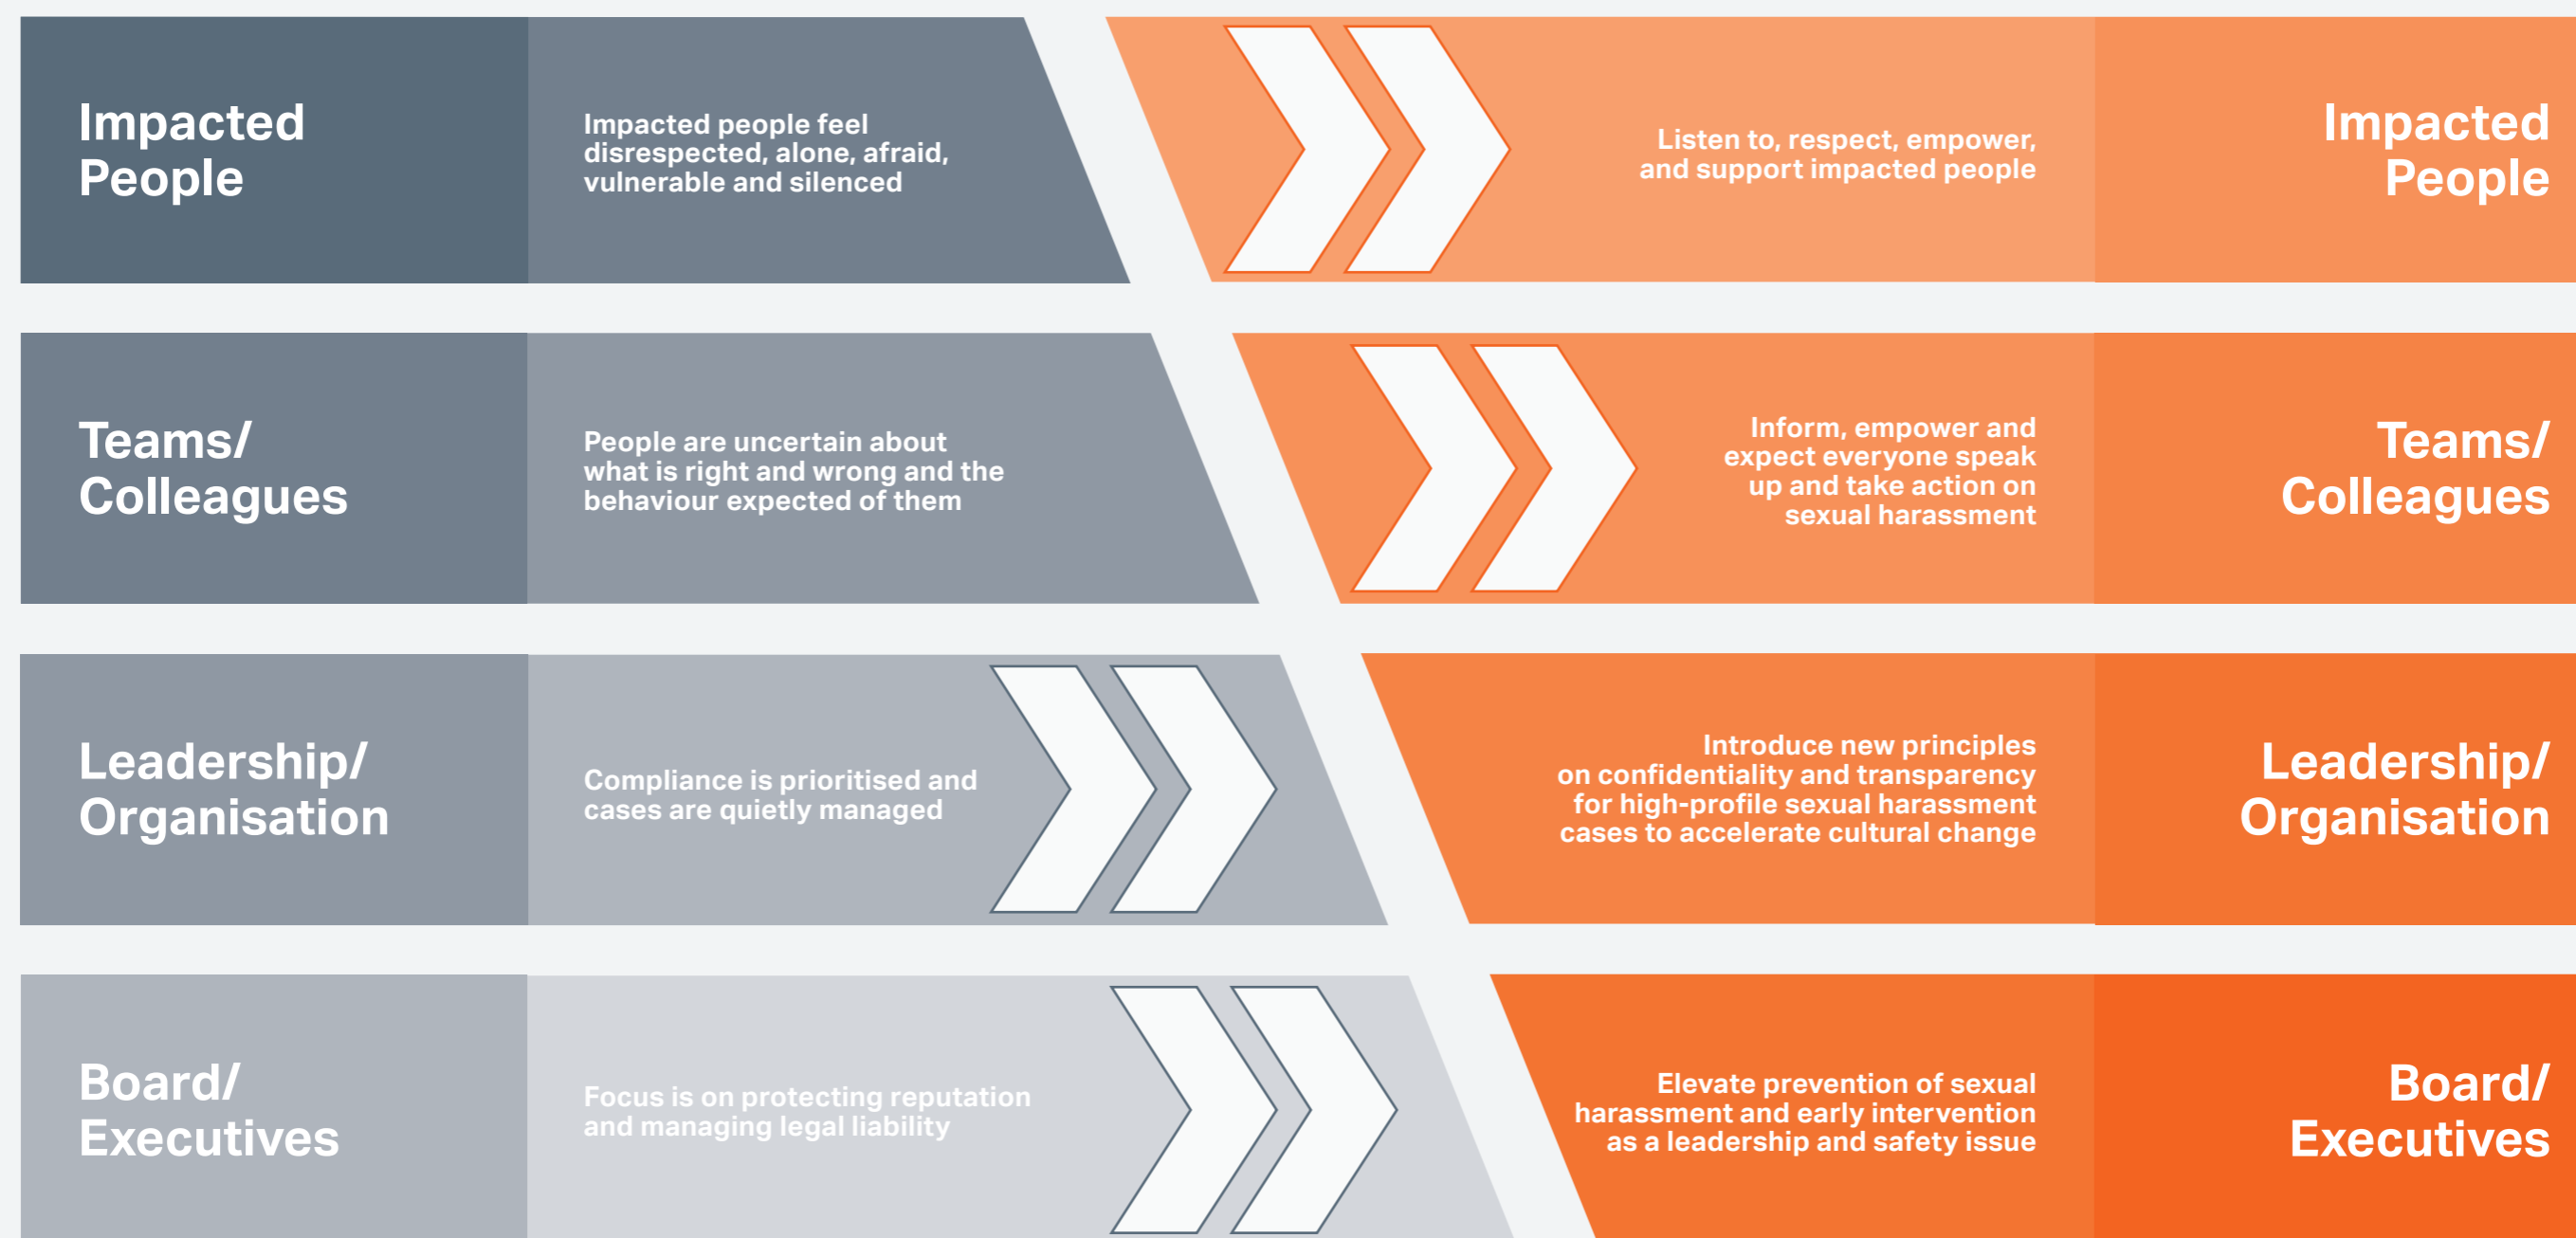 Impacted
People
Impacted people feel
disrespected, alone, afraid,
vulnerable and silenced
Listen to, respect, empower,
and support impacted people
Impacted
People
Teams/
Colleagues
People are uncertain about
what is right and wrong and the
behaviour expected of them
Inform, empower and
expect everyone speak
up and take action on
sexual harassment
Teams/
Colleagues
Leadership/
Organisation
Compliance is prioritised and
cases are quietly managed
Introduce new principles
on confidentiality and transparency
for high-profile sexual harassment
cases to accelerate cultural change
Leadership/
Organisation
Board/
Executives
Focus is on protecting reputation
and managing legal liability
Elevate prevention of sexual
harassment and early intervention
as a leadership and safety issue
Board/
Executives